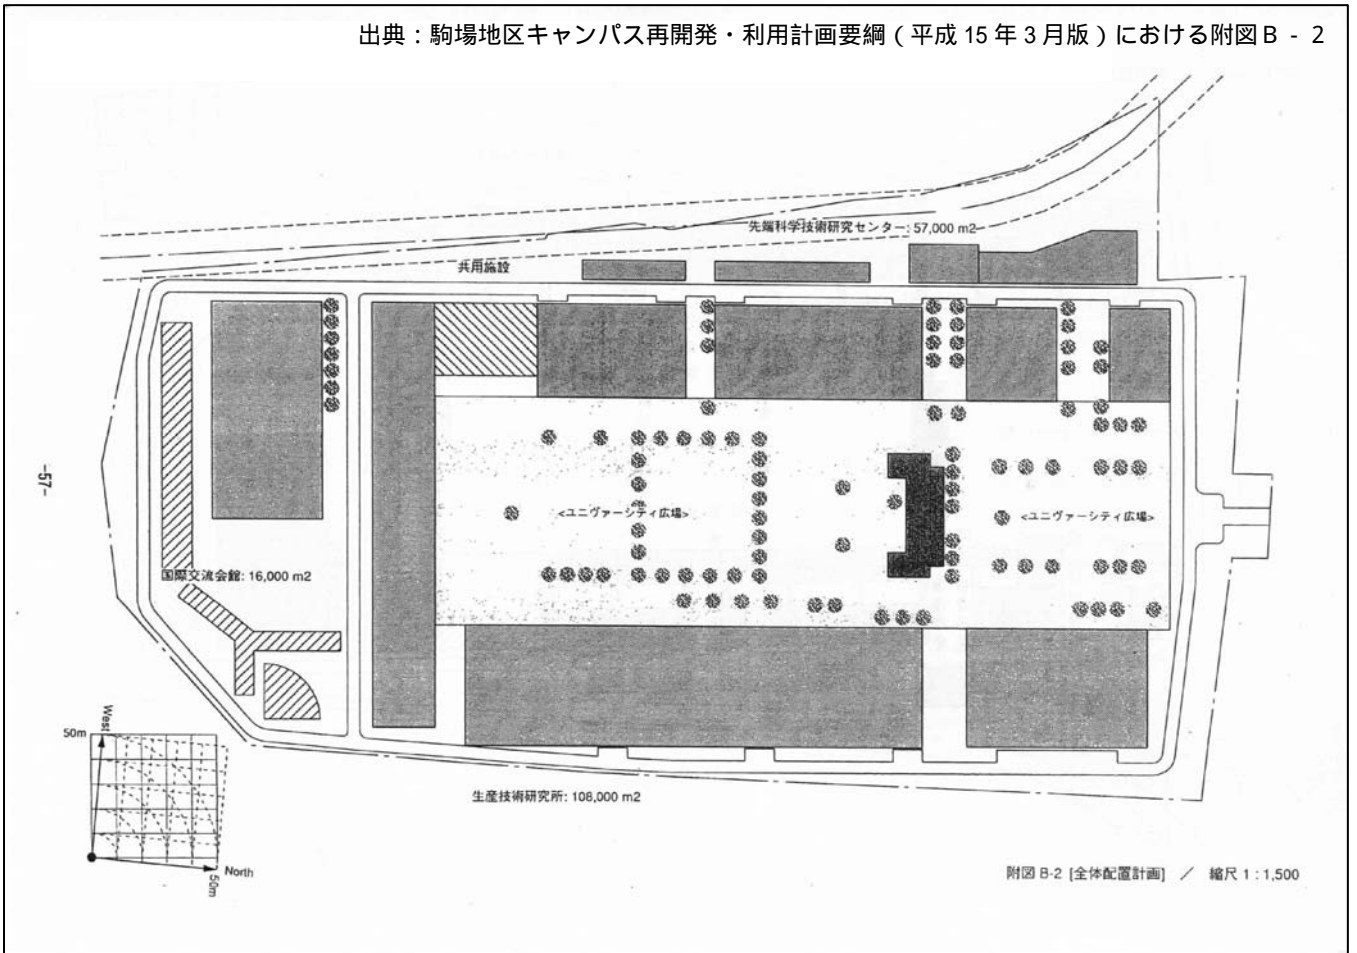 出典：駒場地区キャンパス再開発・利用計画要綱（平成15年3月版）における附図B‐2
先端科学技術研究センター: 57,000 m2
共用施設
-57-
<ユニヴァーシティ広場>
<ユニヴァーシティ広場>
国際交流会館: 16,000 m2
West
50m
生産技術研究所: 108,000 m2
North
50m
附図 B-2 [全体配置計画] ／ 縮尺 1 : 1,500